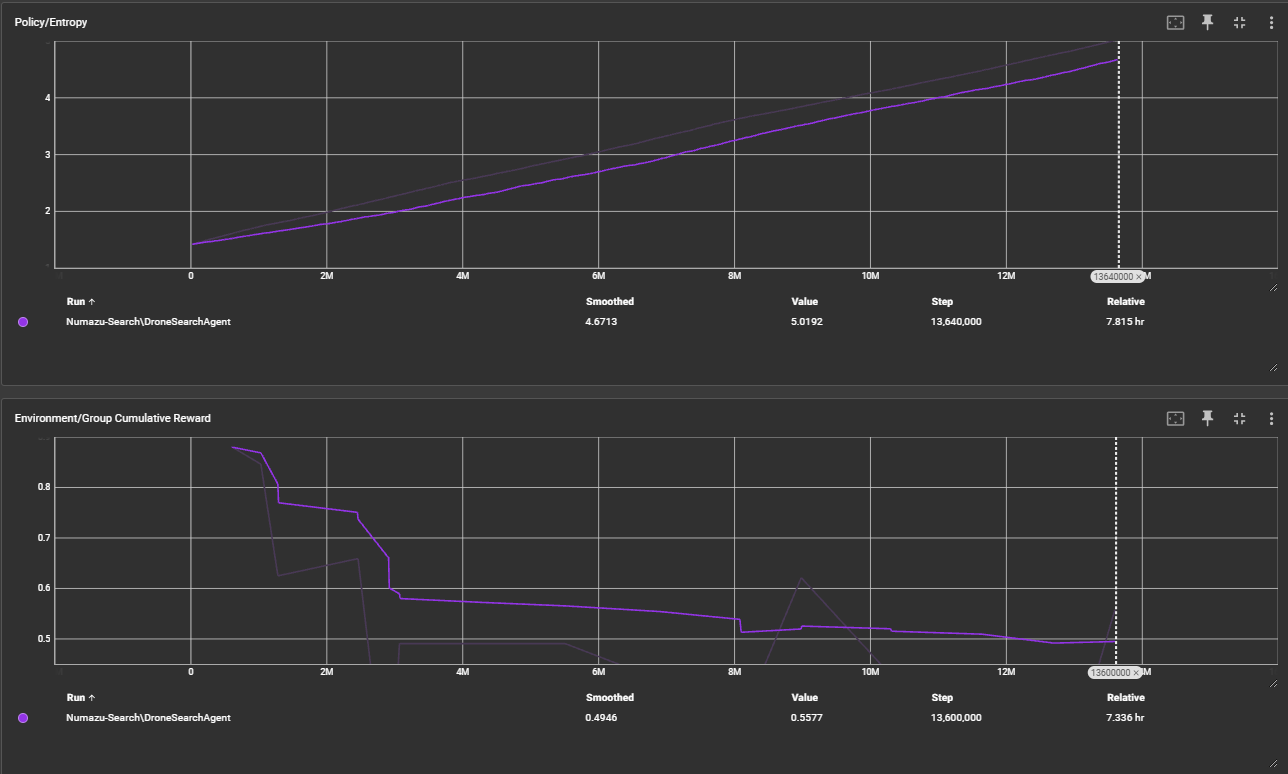 Policy/Entropy
4
3
2
0 2M 4M 6M 8M 10M 12M M
13640000 ×
Run ↑ Smoothed Value Step Relative
Numazu-Search\DroneSearchAgent 4.6713 5.0192 13,640,000 7.815 hr
Environment/Group Cumulative Reward
0.8
0.7
0.6
0.5
0 2M 4M 6M 8M 10M 12M M
13600000 ×
Run ↑ Smoothed Value Step Relative
Numazu-Search\DroneSearchAgent 0.4946 0.5577 13,600,000 7.336 hr